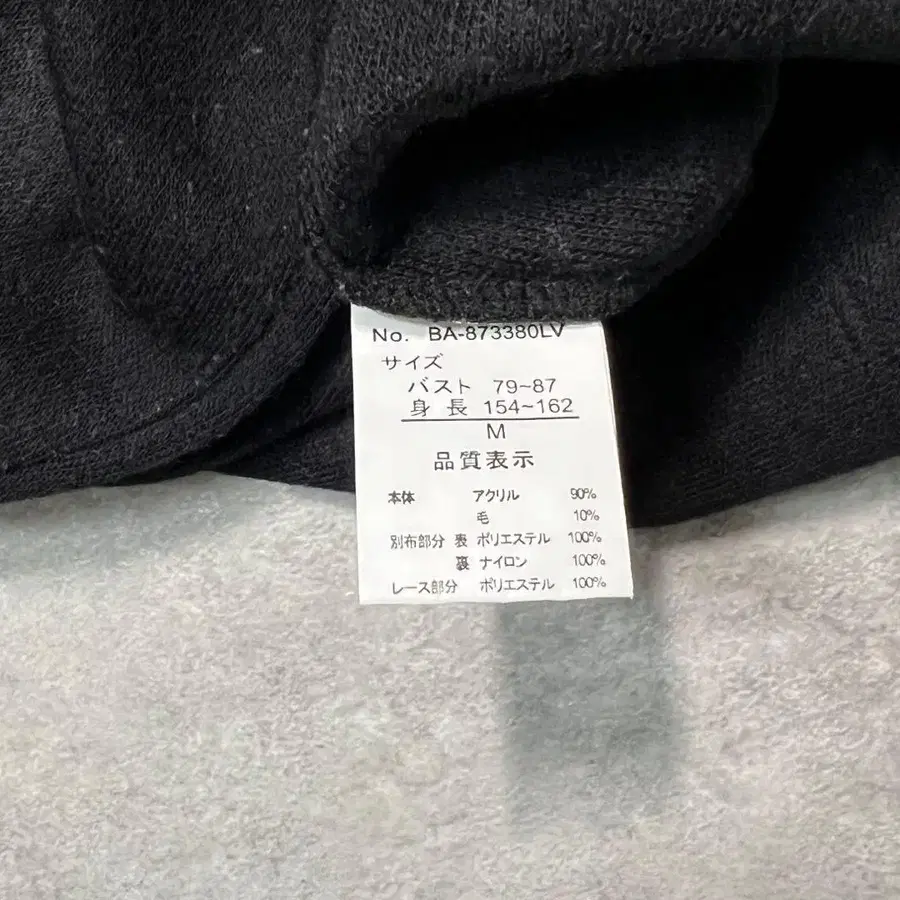 No. BA-873380LV
サイズ
バスト 79~87
身長 154~162
M
品質表示
本体 アクリル 90%
毛 10%
別布部分 表 ポリエステル 100%
裏 ナイロン 100%
レース部分 ポリエステル 100%